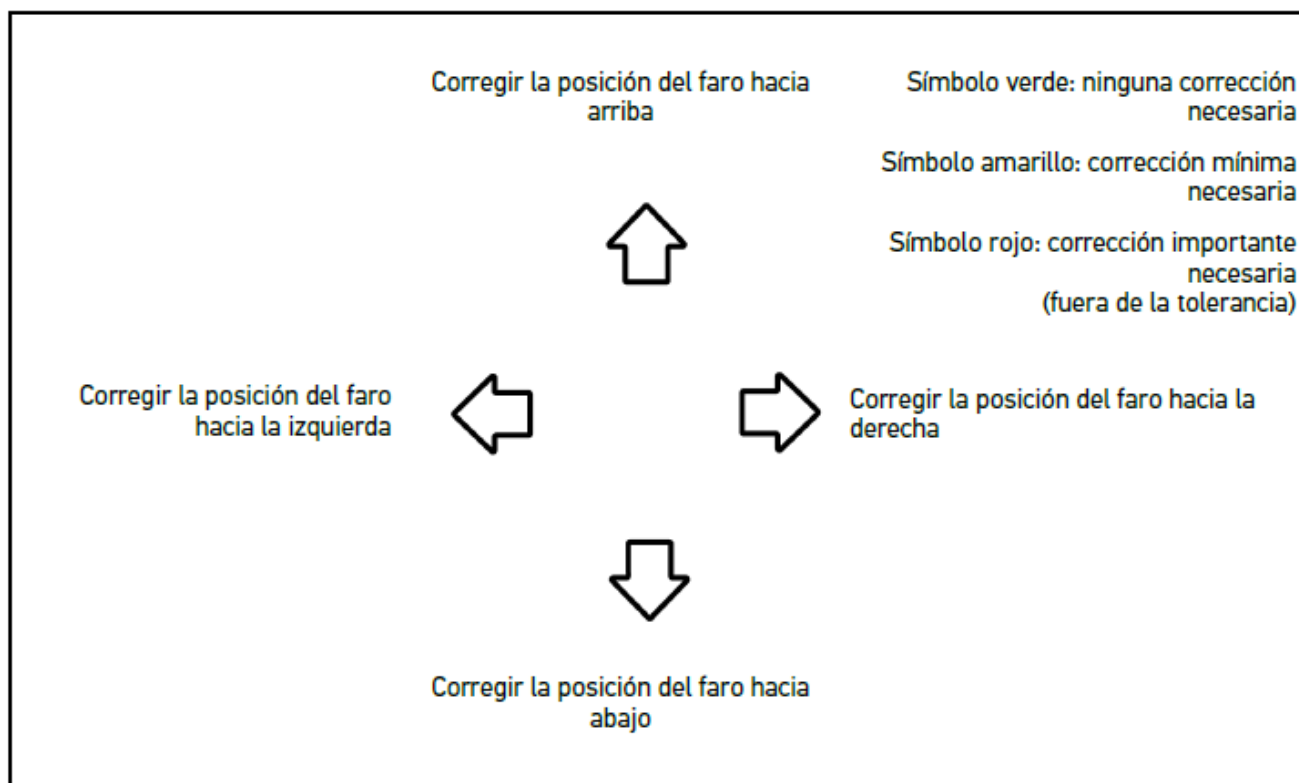 Corregir la posición del faro hacia
arriba
Símbolo verde: ninguna corrección
necesaria
Símbolo amarillo: corrección mínima
necesaria
Símbolo rojo: corrección importante
necesaria
(fuera de la tolerancia)
Corregir la posición del faro
hacia la izquierda
Corregir la posición del faro hacia la
derecha
Corregir la posición del faro hacia
abajo